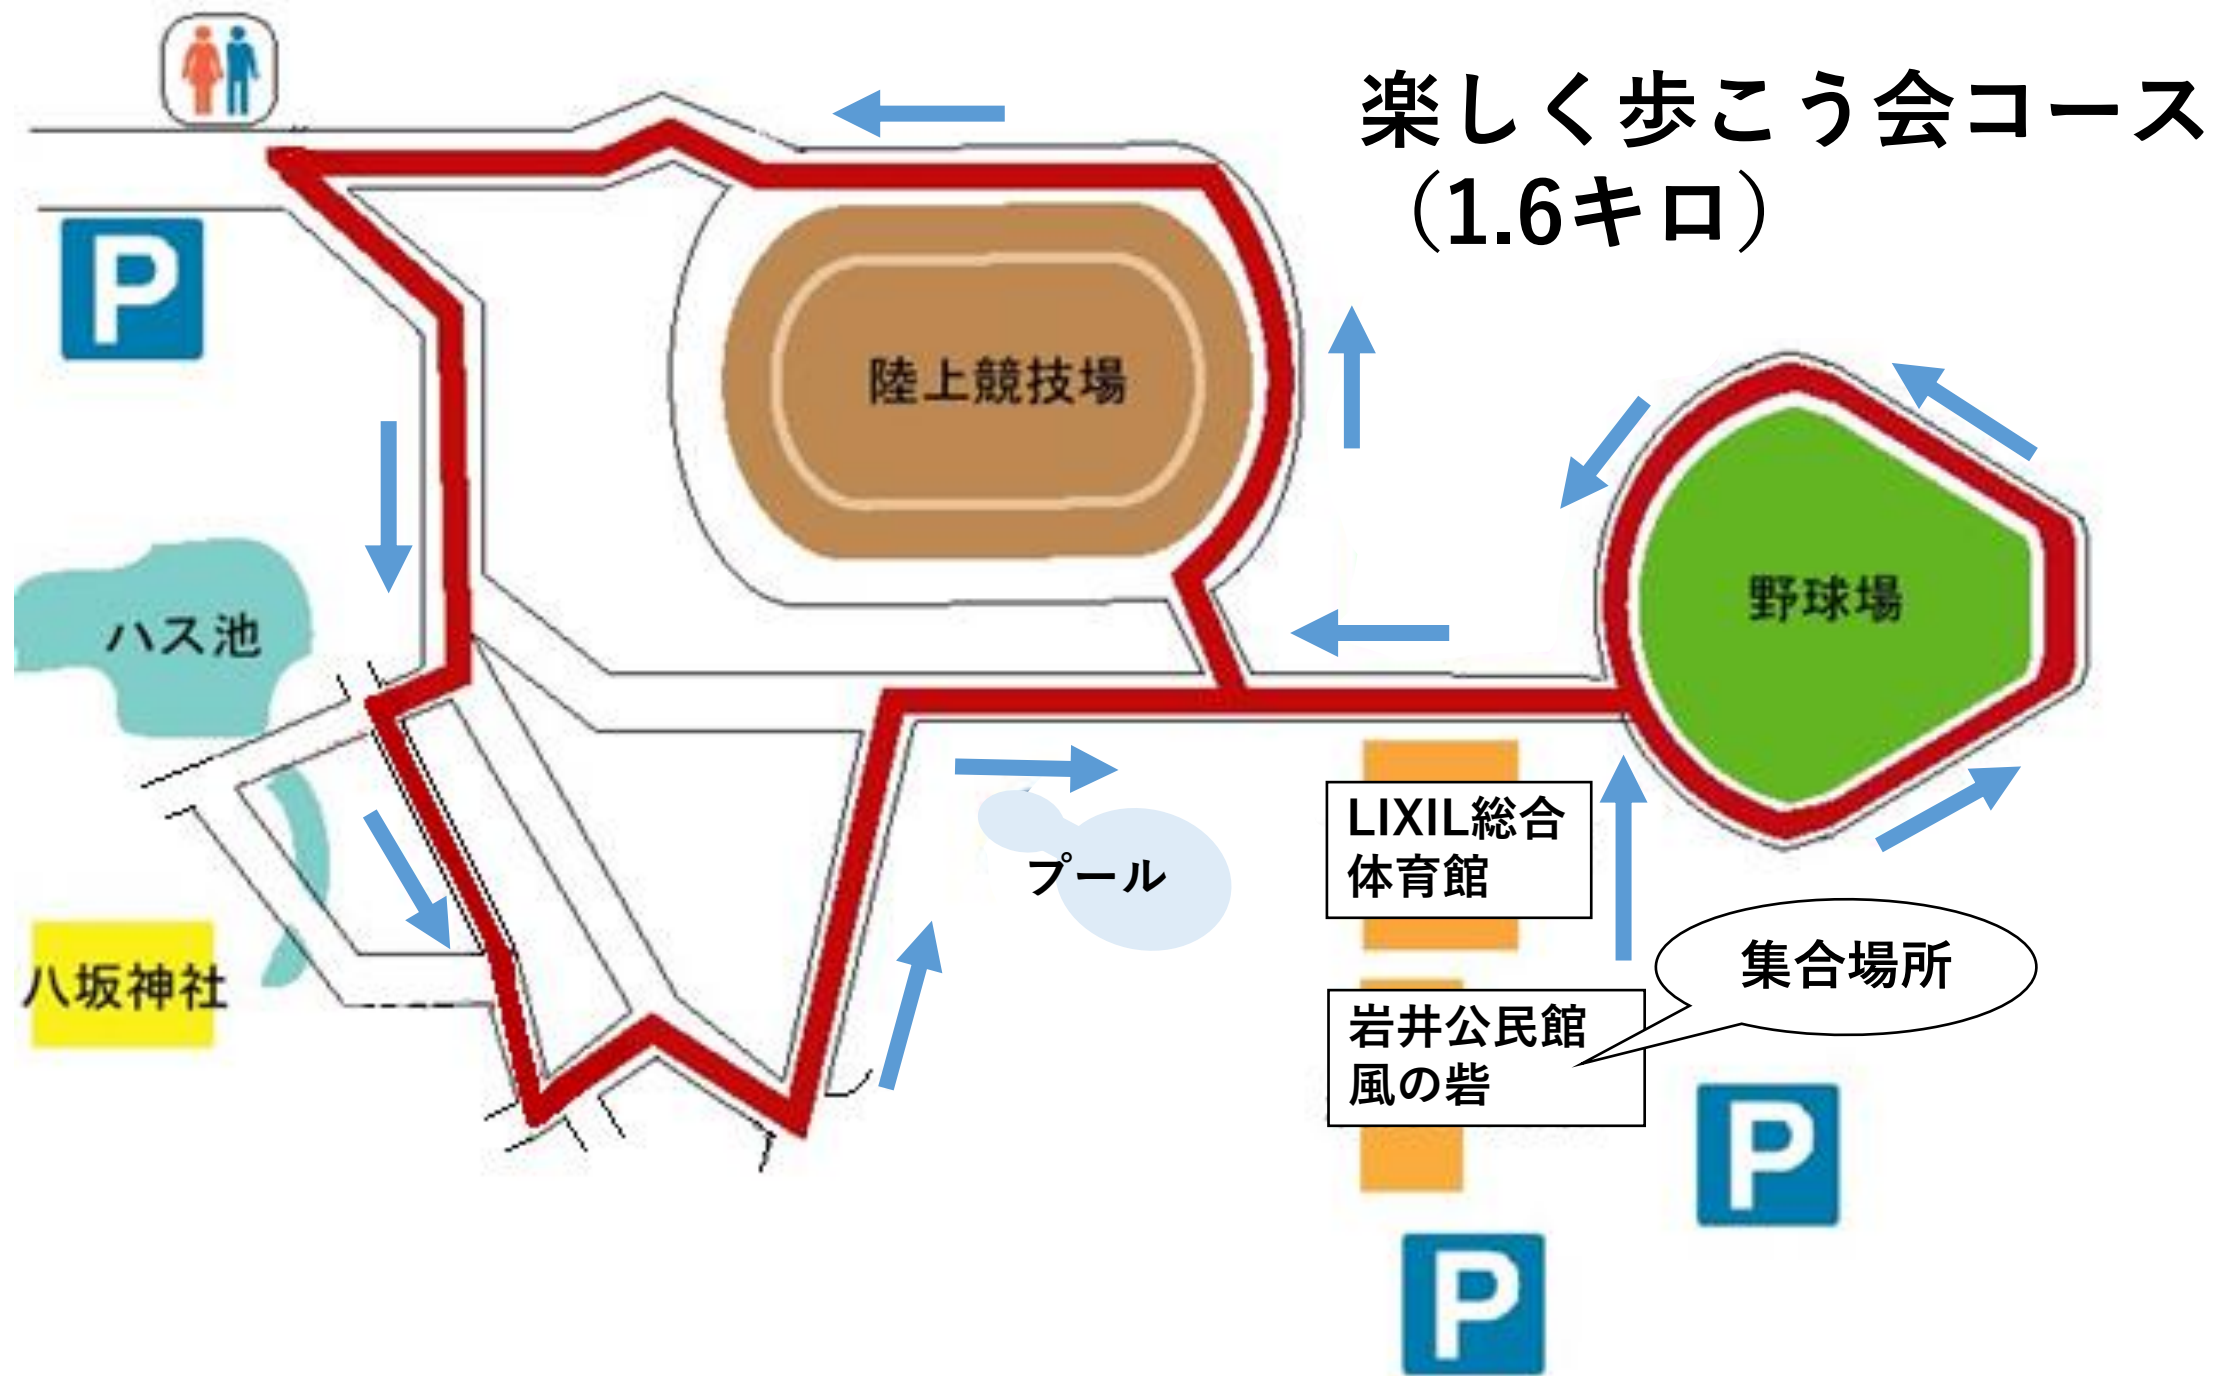 楽しく歩こう会コース
（1.6キロ）
P
陸上競技場
野球場
ハス池
プール
LIXIL総合
体育館
八坂神社
集合場所
岩井公民館
風の砦
P
P